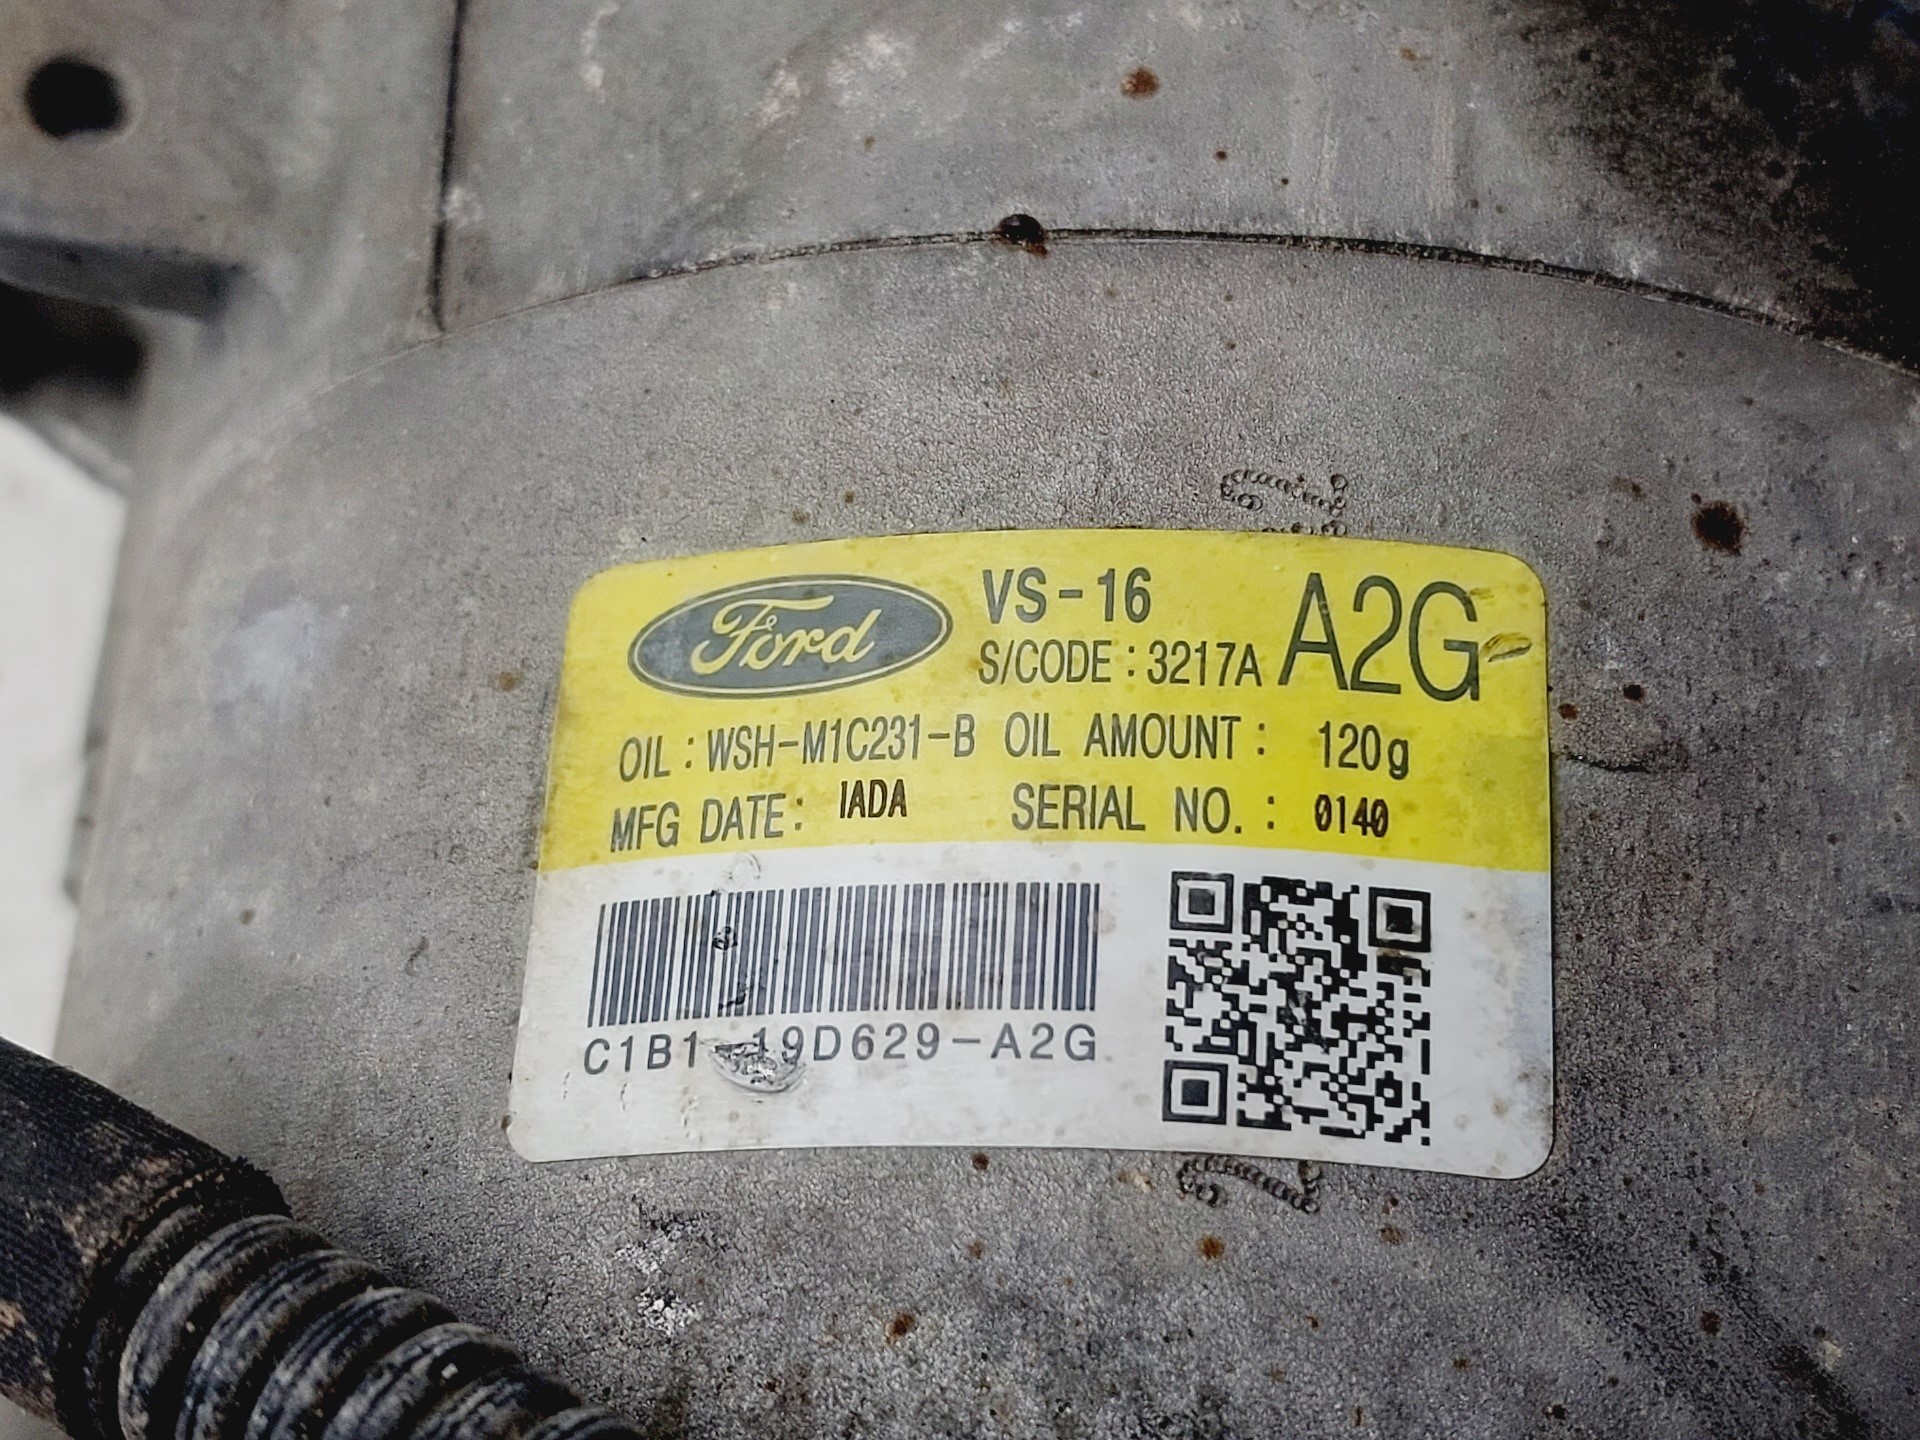 Ford VS-16 A2G
S/CODE : 3217A
OIL : WSH-M1C231-B OIL AMOUNT : 120g
MFG DATE : IADA SERIAL NO. : 0140
C1B1-19D629-A2G